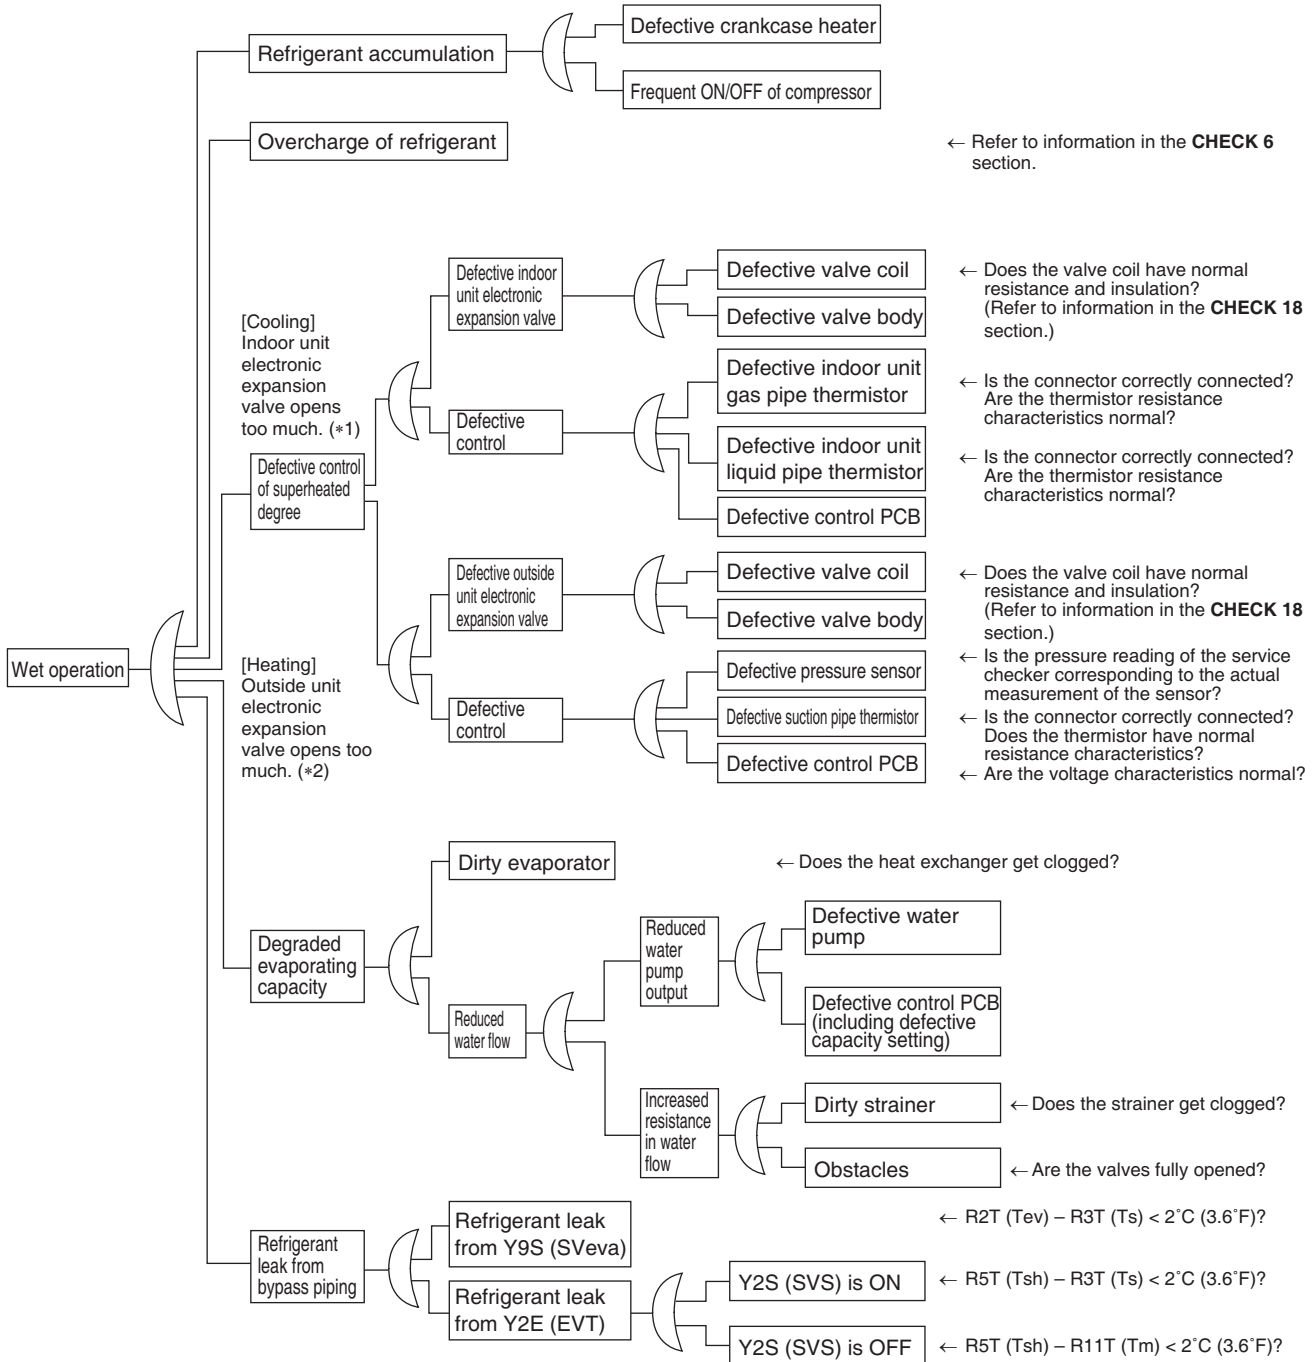 Refrigerant accumulation
Defective crankcase heater
Frequent ON/OFF of compressor
Overcharge of refrigerant
← Refer to information in the CHECK 6
section.
[Cooling]
Indoor unit
electronic
expansion
valve opens
too much. (*1)
Defective indoor
unit electronic
expansion valve
Defective valve coil
Defective valve body
← Does the valve coil have normal
resistance and insulation?
(Refer to information in the CHECK 18
section.)
Defective
control
Defective indoor unit
gas pipe thermistor
← Is the connector correctly connected?
Are the thermistor resistance
characteristics normal?
Defective indoor unit
liquid pipe thermistor
← Is the connector correctly connected?
Are the thermistor resistance
characteristics normal?
Defective control PCB
Defective control
of superheated
degree
Defective outside
unit electronic
expansion valve
Defective valve coil
Defective valve body
← Does the valve coil have normal
resistance and insulation?
(Refer to information in the CHECK 18
section.)
Wet operation
[Heating]
Outside unit
electronic
expansion
valve opens too
much. (*2)
Defective
control
Defective pressure sensor
← Is the pressure reading of the service
checker corresponding to the actual
measurement of the sensor?
Defective suction pipe thermistor
← Is the connector correctly connected?
Does the thermistor have normal
resistance characteristics?
Defective control PCB
← Are the voltage characteristics normal?
Degraded
evaporating
capacity
Dirty evaporator
← Does the heat exchanger get clogged?
Reduced
water flow
Reduced
water
pump
output
Defective water
pump
Defective control PCB
(including defective
capacity setting)
Increased
resistance
in water
flow
Dirty strainer
← Does the strainer get clogged?
Obstacles
← Are the valves fully opened?
Refrigerant
leak from
bypass piping
Refrigerant leak
from Y9S (SVeva)
← R2T (Tev) – R3T (Ts) < 2˚C (3.6˚F)?
Refrigerant leak
from Y2E (EVT)
Y2S (SVS) is ON
← R5T (Tsh) – R3T (Ts) < 2˚C (3.6˚F)?
Y2S (SVS) is OFF
← R5T (Tsh) – R11T (Tm) < 2˚C (3.6˚F)?